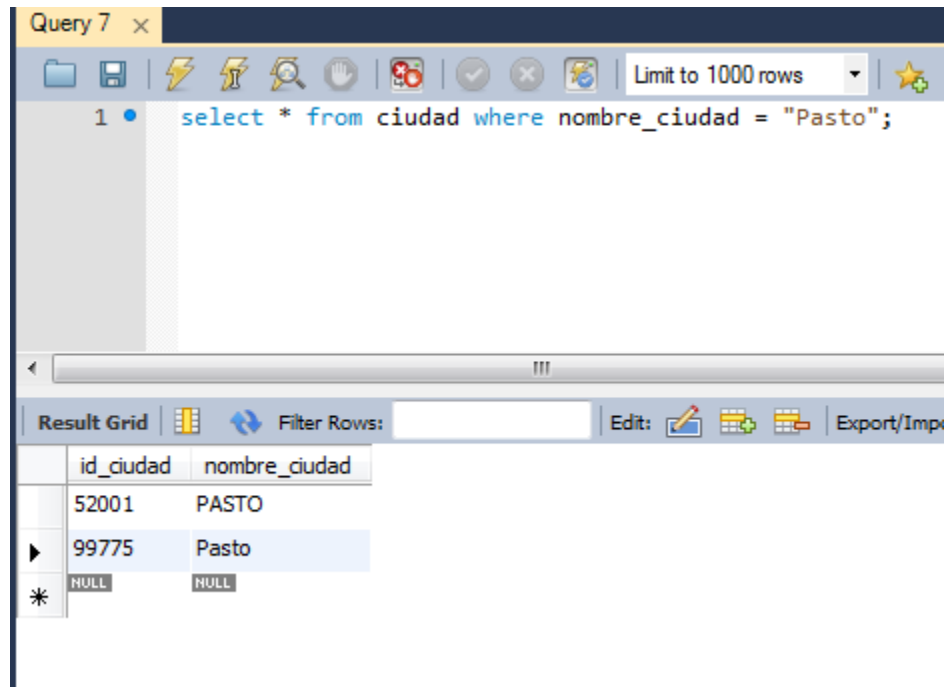 Query 7
Limit to 1000 rows
1 select * from ciudad where nombre_ciudad = "Pasto";
Result Grid Filter Rows: Edit: Export/Impo
id_ciudad nombre_ciudad
52001 PASTO
99775 Pasto
NULL NULL